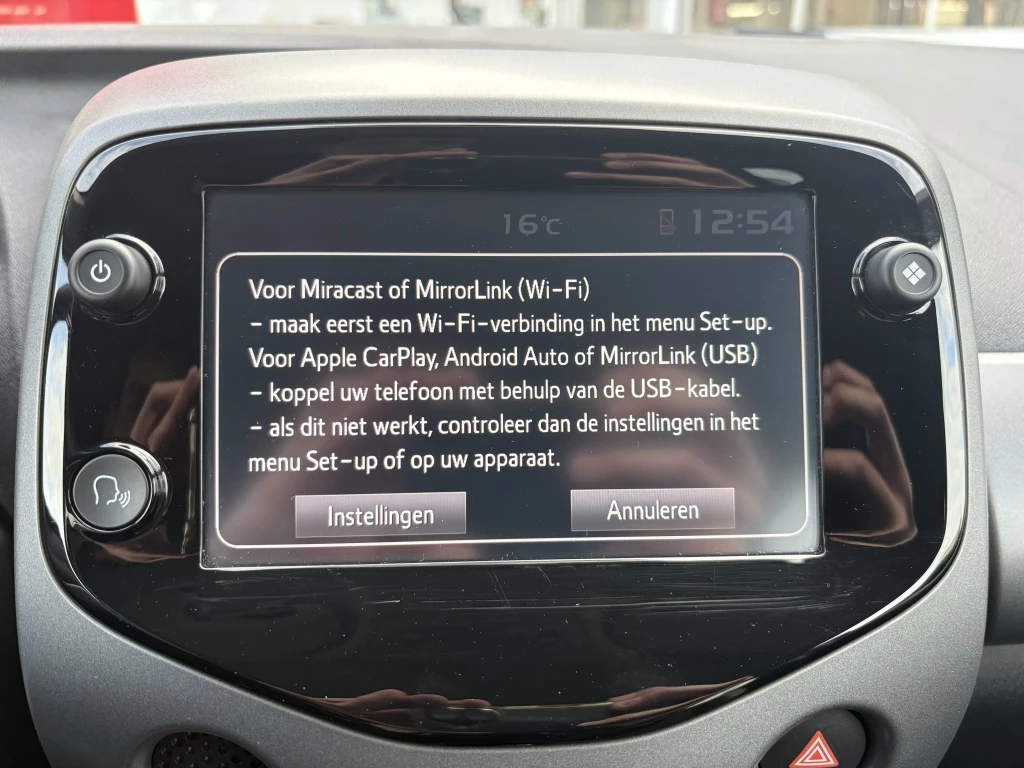 16°C 12:54
Voor Miracast of MirrorLink (Wi-Fi)
- maak eerst een Wi-Fi-verbinding in het menu Set-up.
Voor Apple CarPlay, Android Auto of MirrorLink (USB)
- koppel uw telefoon met behulp van de USB-kabel.
- als dit niet werkt, controleer dan de instellingen in het
menu Set-up of op uw apparaat.
Instellingen Annuleren